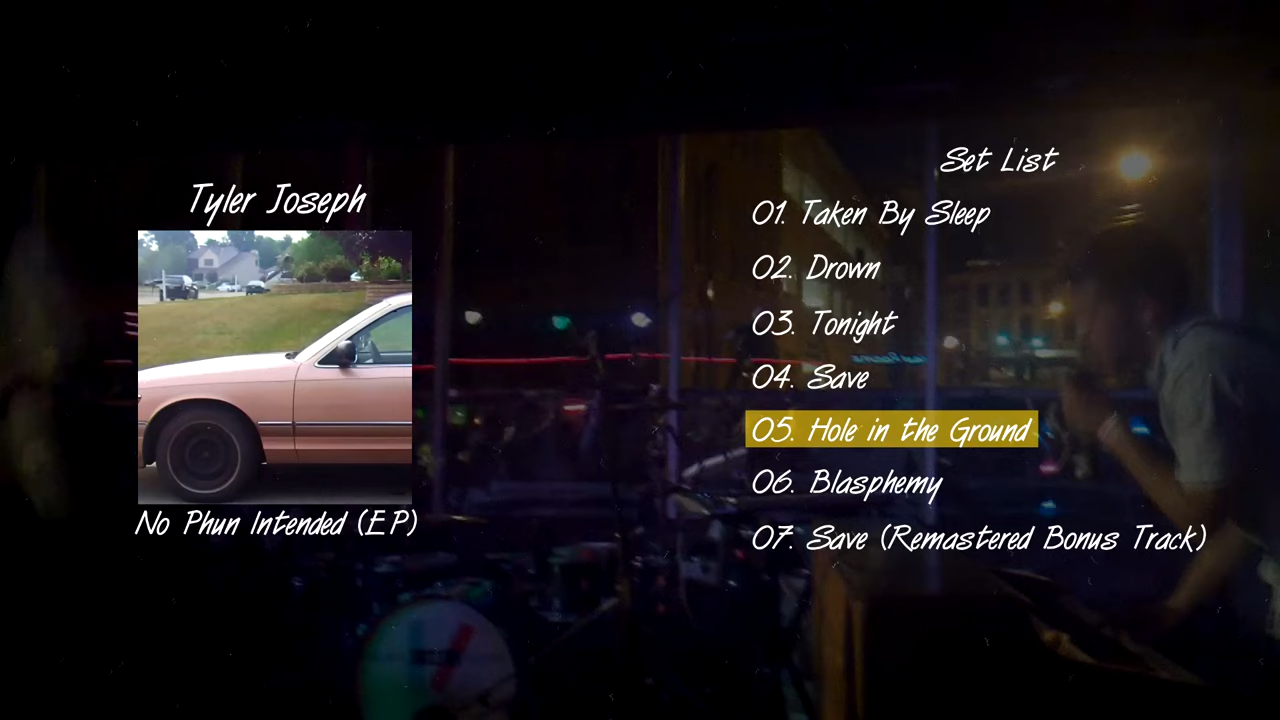 Tyler Joseph
No Phun Intended (EP)
Set List
01. Taken By Sleep
02. Drown
03. Tonight
04. Save
05. Hole in the Ground
06. Blasphemy
07. Save (Remastered Bonus Track)